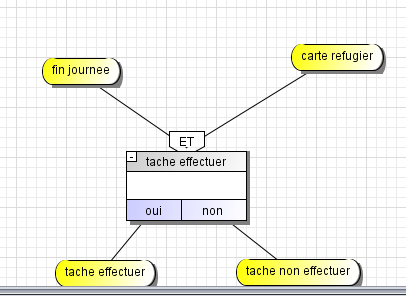 carte refugier
fin journee
ET
- tache effectuer
oui non
tache effectuer
tache non effectuer